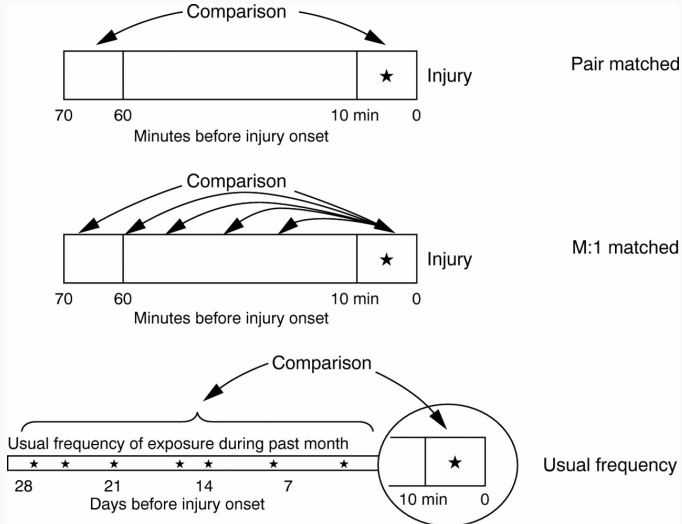 Comparison
Injury
Pair matched
70 60 10 min 0
Minutes before injury onset
Comparison
Injury
M:1 matched
70 60 10 min 0
Minutes before injury onset
Comparison
Usual frequency of exposure during past month
Usual frequency
28 21 14 7
10 min 0
Days before injury onset